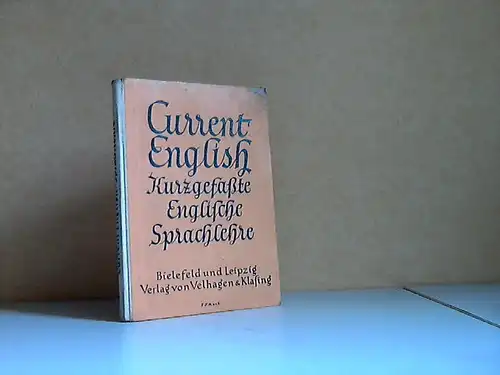 Current
English
Kurzgefaßte
Engliſche
Sprachlehre
Bielefeld und Leipzig
Verlag von Velhagen & Klaſing